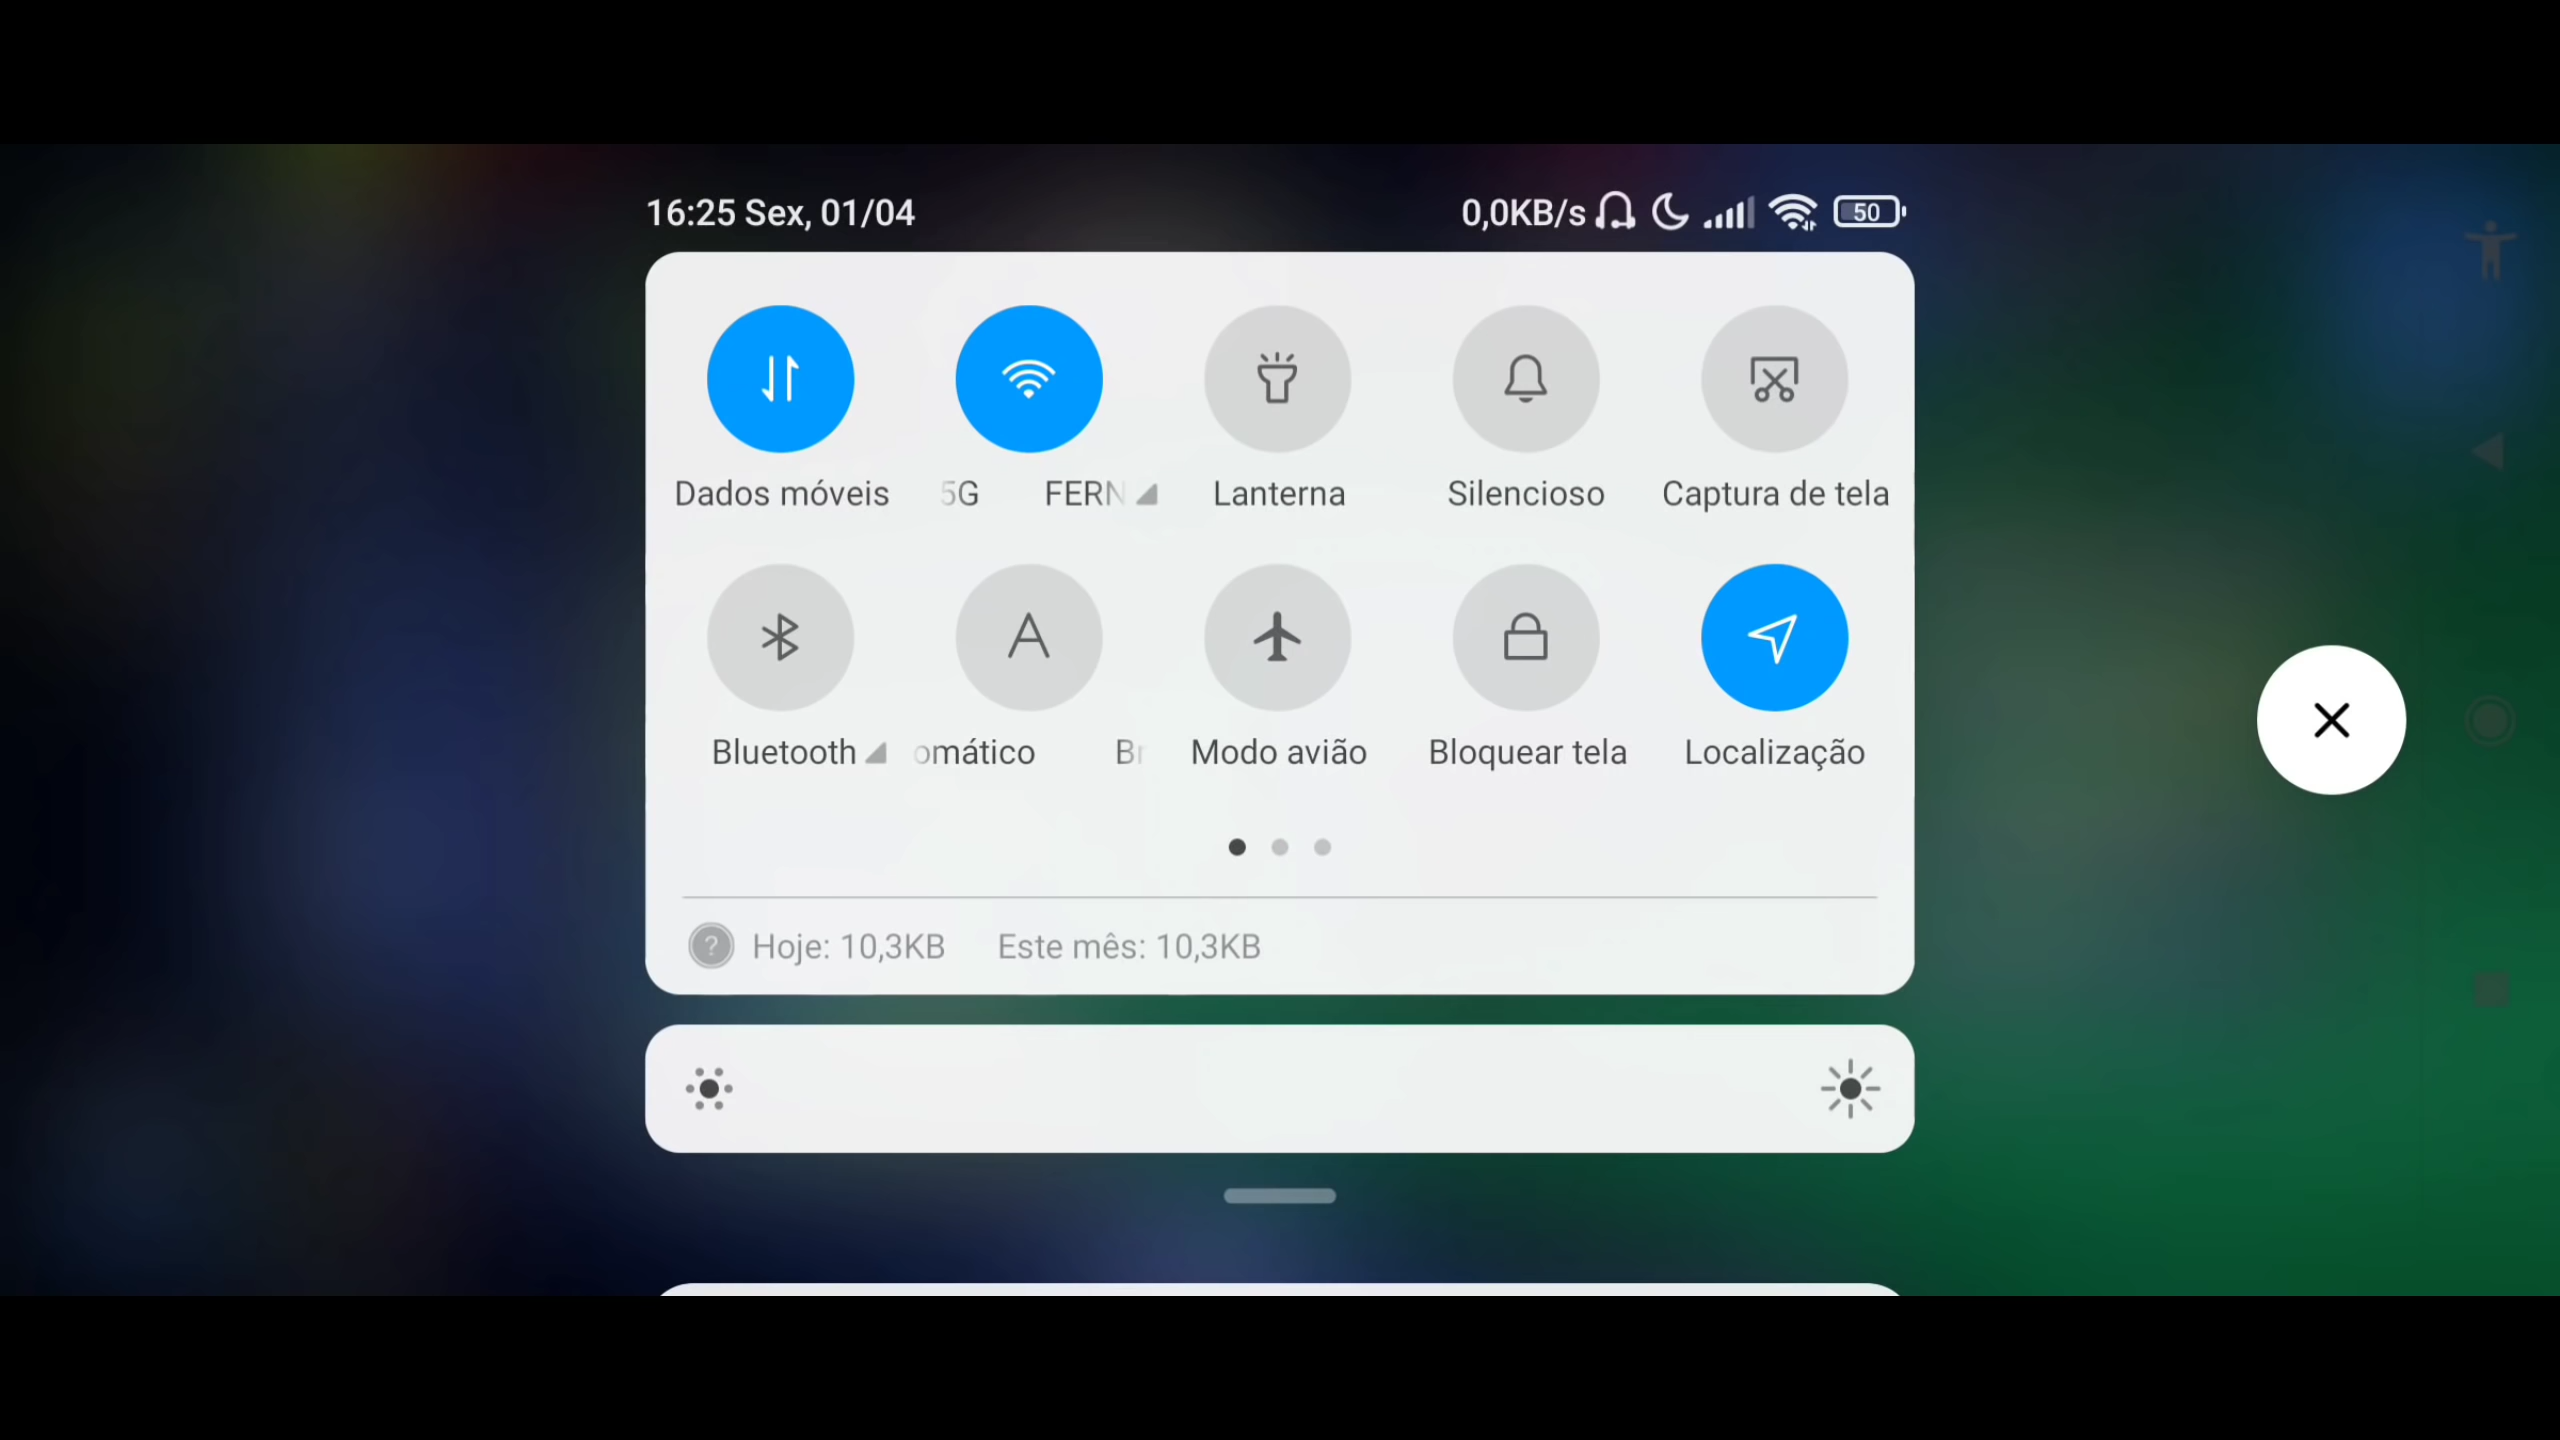 16:25 Sex, 01/04 0,0KB/s 50
Dados móveis 5G FERN Lanterna Silencioso Captura de tela
Bluetooth omático Modo avião Bloquear tela Localização
Hoje: 10,3KB Este mês: 10,3KB